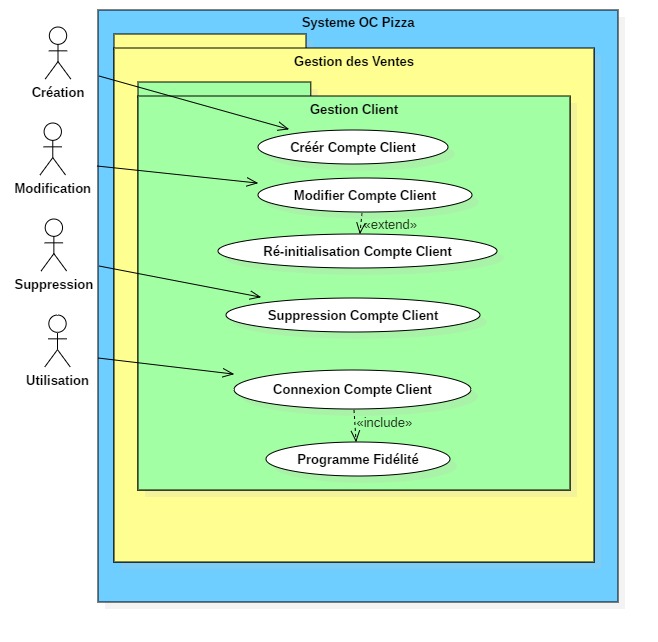 Systeme OC Pizza
Gestion des Ventes
Gestion Client
Création
Créér Compte Client
Modification
Modifier Compte Client
«extend»
Ré-initialisation Compte Client
Suppression
Suppression Compte Client
Utilisation
Connexion Compte Client
«include»
Programme Fidélité